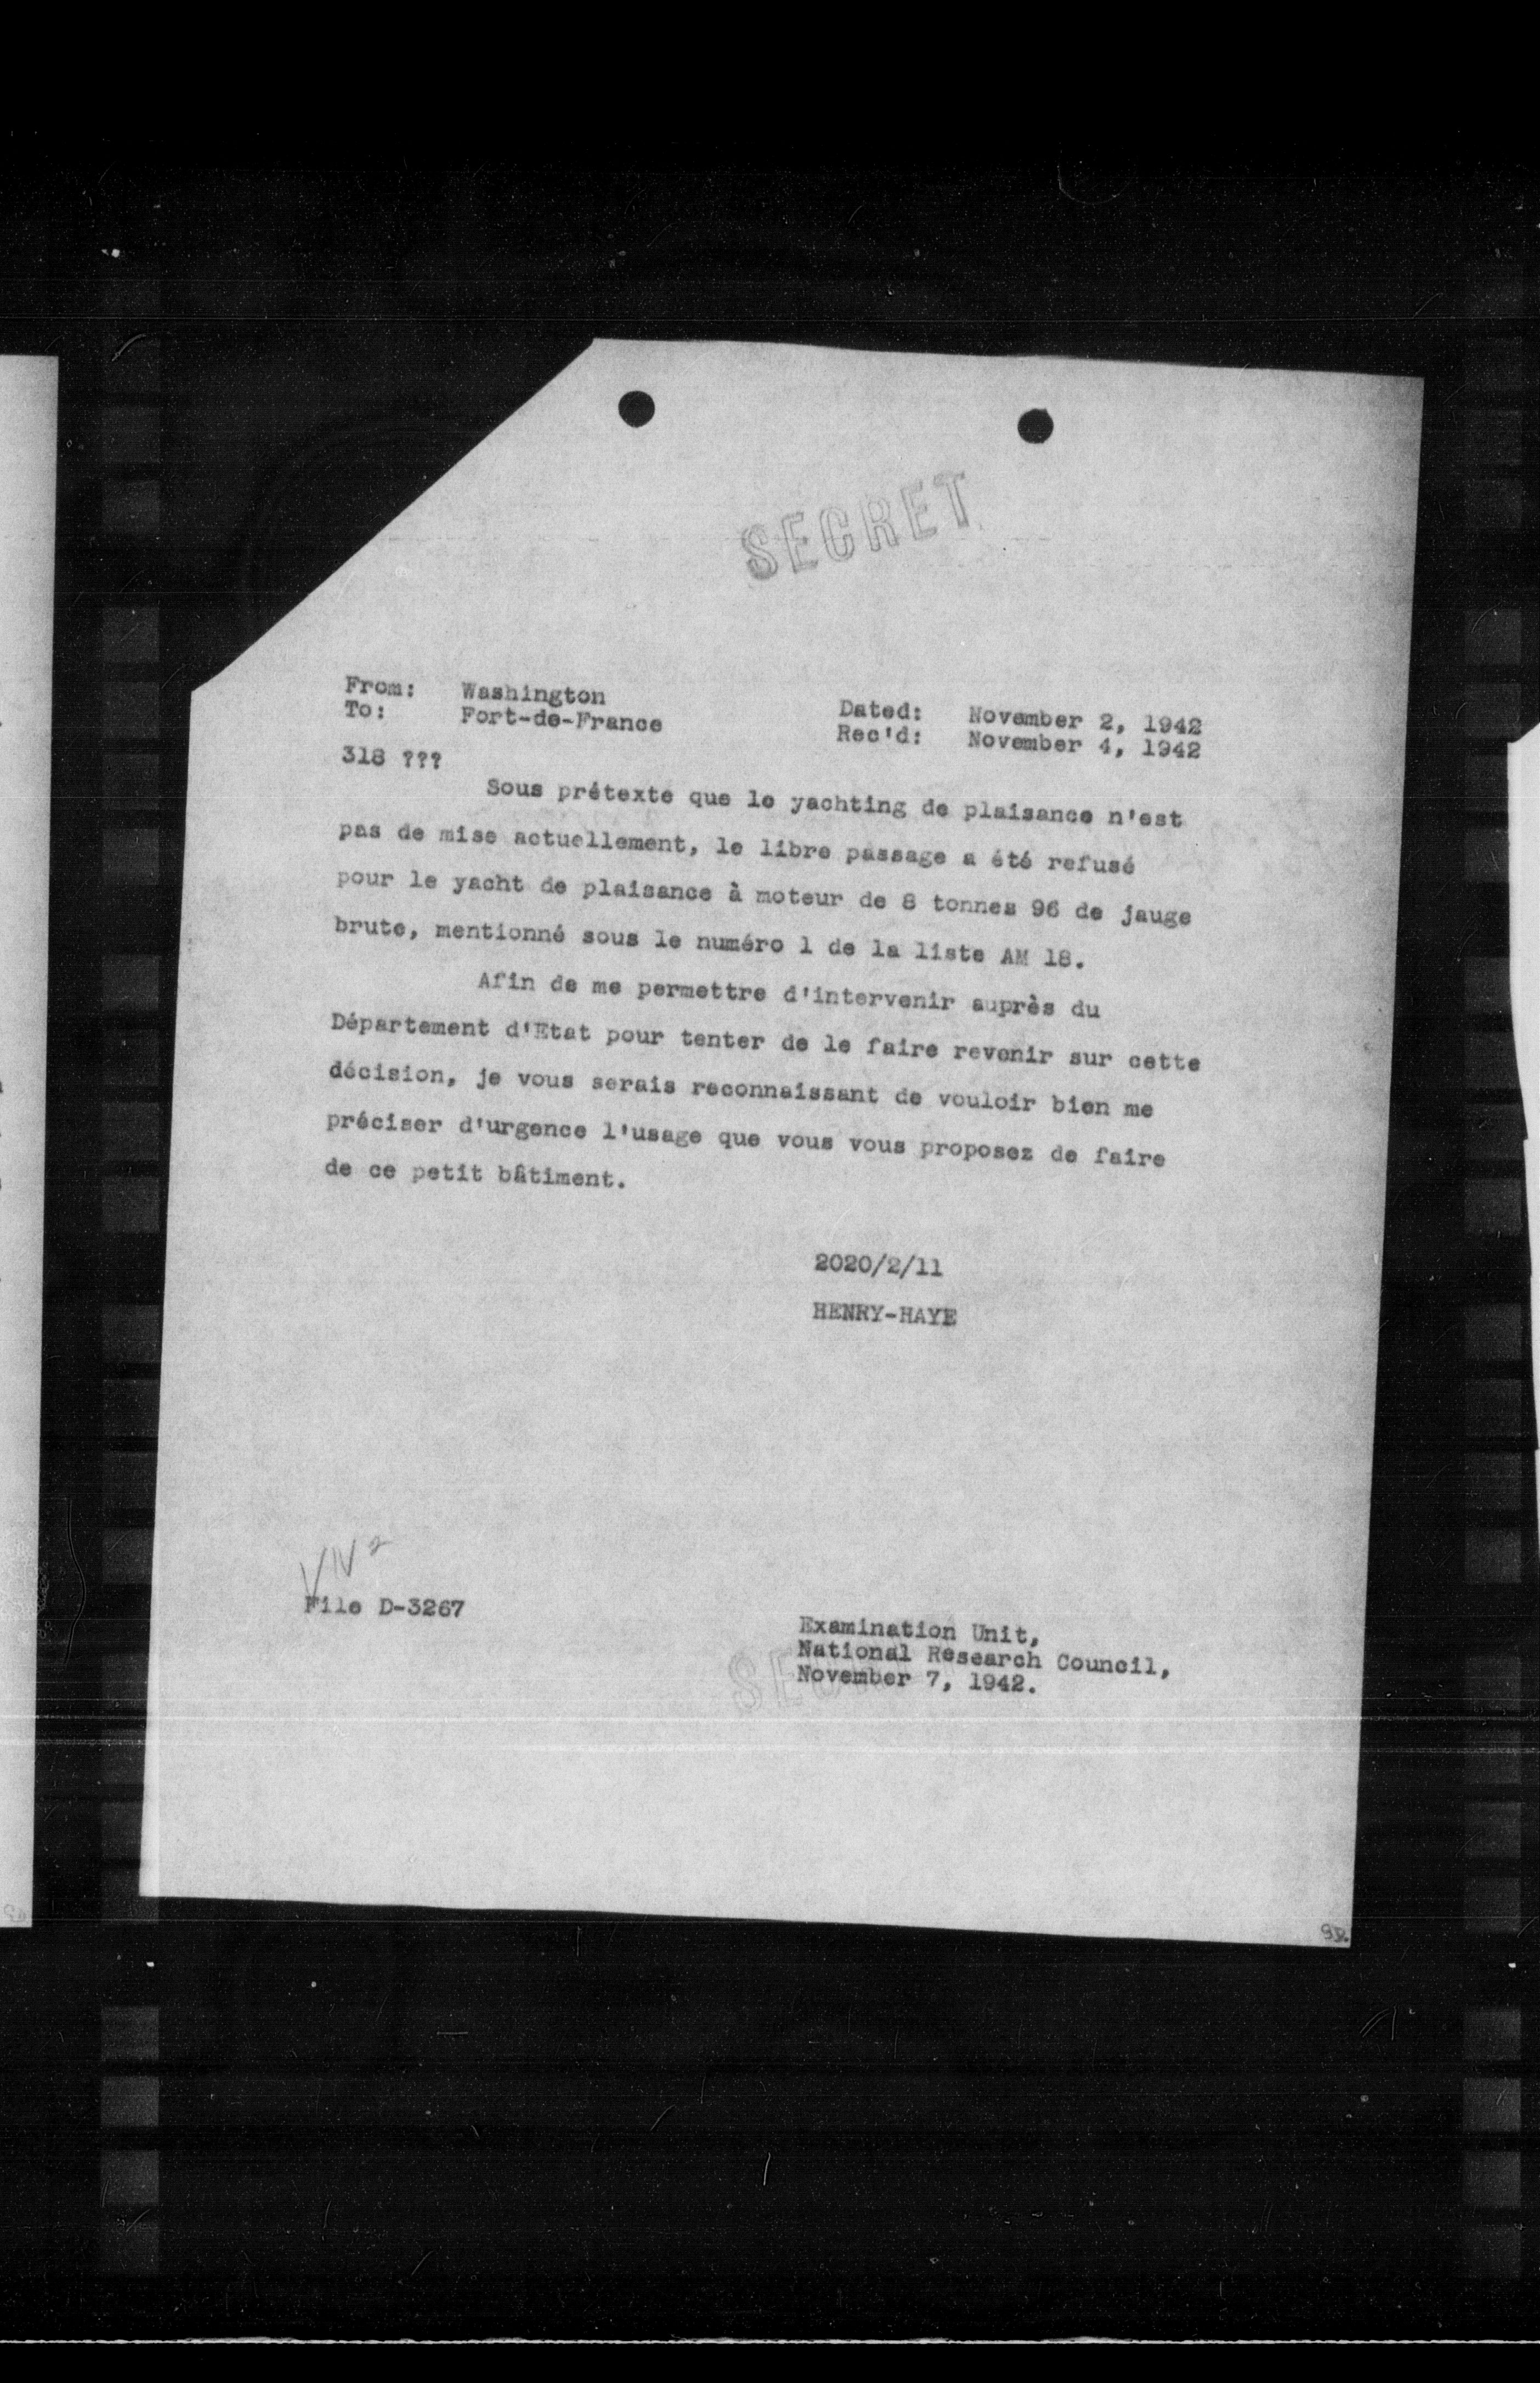 SECRET
From: Washington
To: Fort-de-France
Dated: November 2, 1942
Rec'd: November 4, 1942
318 ???
Sous prétexte que le yachting de plaisance n'est
pas de mise actuellement, le libre passage a été refusé
pour le yacht de plaisance à moteur de 8 tonnes 96 de jauge
brute, mentionné sous le numéro 1 de la liste AM 18.
Afin de me permettre d'intervenir auprès du
Département d'Etat pour tenter de le faire revenir sur cette
décision, je vous serais reconnaissant de vouloir bien me
préciser d'urgence l'usage que vous vous proposez de faire
de ce petit bâtiment.
2020/2/11
HENRY-HAYE
File D-3267
Examination Unit,
National Research Council,
November 7, 1942.